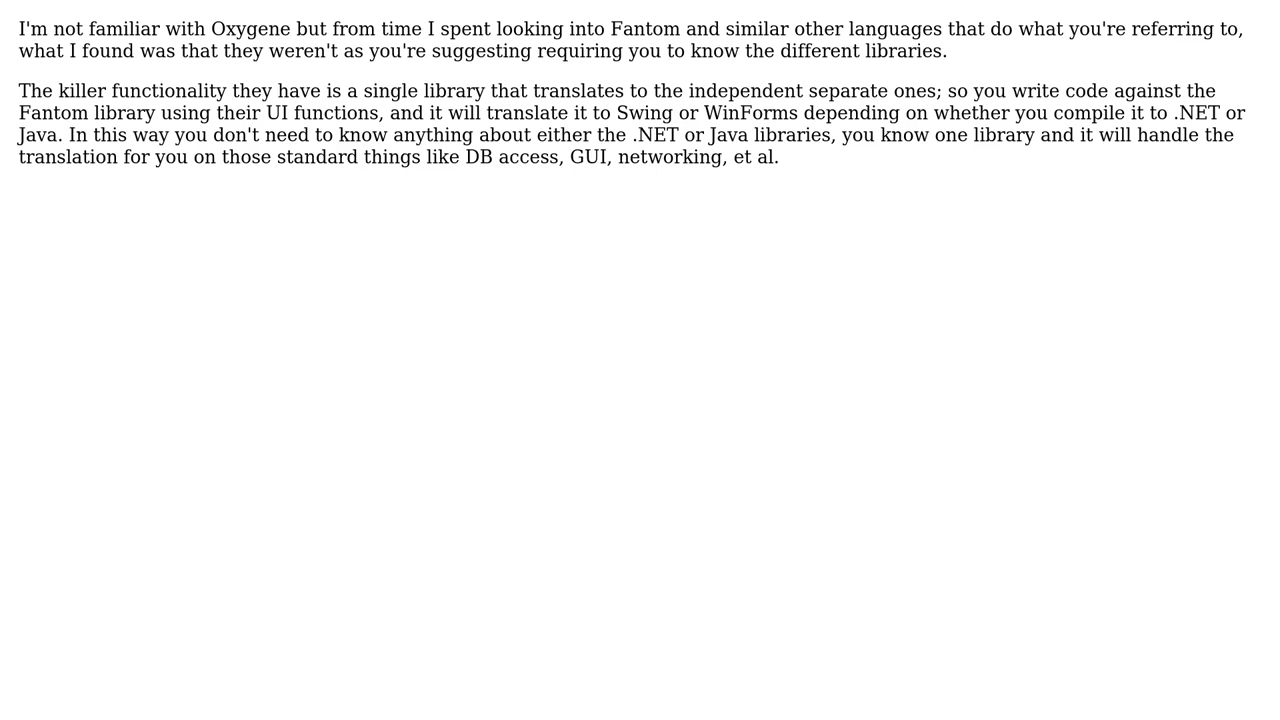 I'm not familiar with Oxygene but from time I spent looking into Fantom and similar other languages that do what you're referring to,
what I found was that they weren't as you're suggesting requiring you to know the different libraries.
The killer functionality they have is a single library that translates to the independent separate ones; so you write code against the
Fantom library using their UI functions, and it will translate it to Swing or WinForms depending on whether you compile it to .NET or
Java. In this way you don't need to know anything about either the .NET or Java libraries, you know one library and it will handle the
translation for you on those standard things like DB access, GUI, networking, et al.